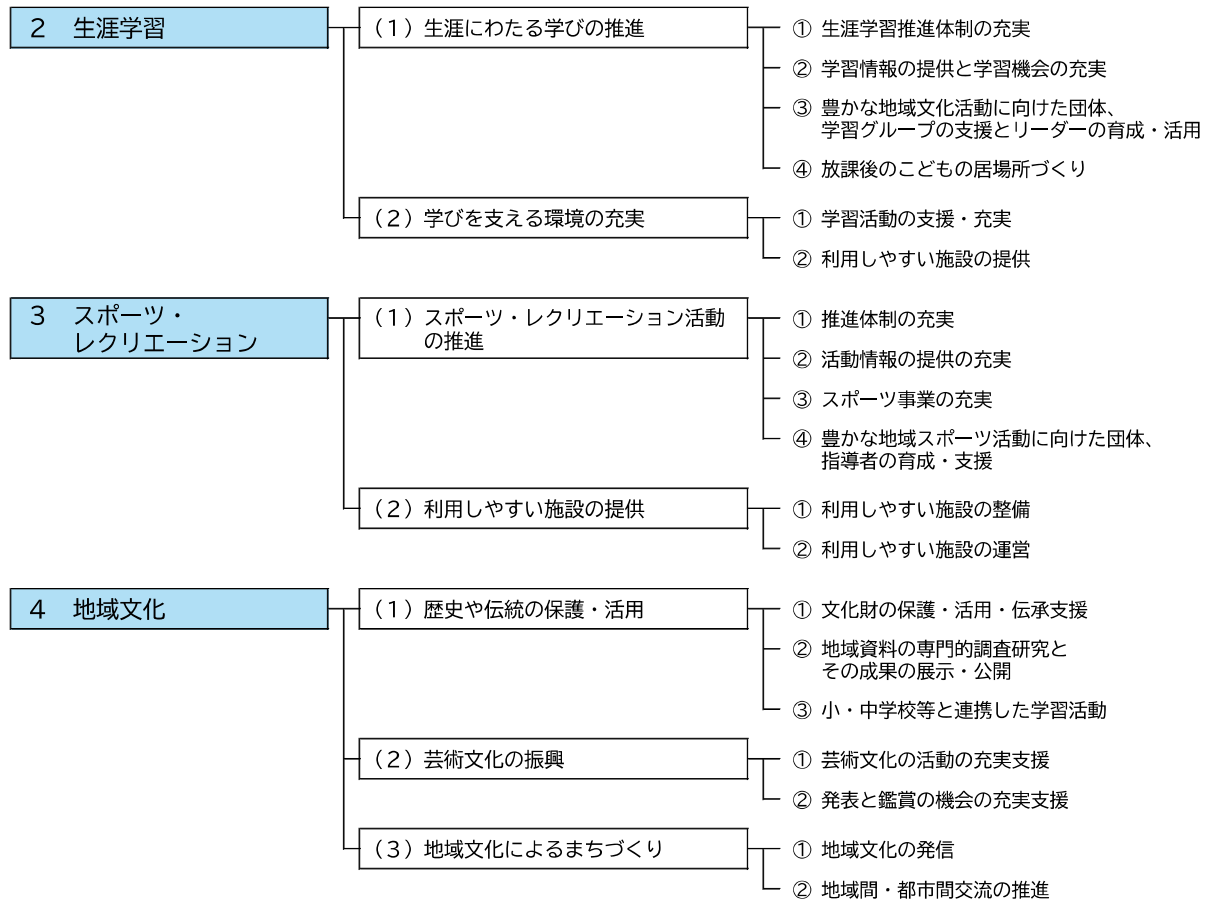 2 生涯学習
(1)生涯にわたる学びの推進
① 生涯学習推進体制の充実
② 学習情報の提供と学習機会の充実
③ 豊かな地域文化活動に向けた団体、
学習グループの支援とリーダーの育成・活用
④ 放課後のこどもの居場所づくり
(2)学びを支える環境の充実
① 学習活動の支援・充実
② 利用しやすい施設の提供
3 スポーツ・
レクリエーション
(1)スポーツ・レクリエーション活動
の推進
① 推進体制の充実
② 活動情報の提供の充実
③ スポーツ事業の充実
④ 豊かな地域スポーツ活動に向けた団体、
指導者の育成・支援
(2)利用しやすい施設の提供
① 利用しやすい施設の整備
② 利用しやすい施設の運営
4 地域文化
(1)歴史や伝統の保護・活用
① 文化財の保護・活用・伝承支援
② 地域資料の専門的調査研究と
その成果の展示・公開
③ 小・中学校等と連携した学習活動
(2)芸術文化の振興
① 芸術文化の活動の充実支援
② 発表と鑑賞の機会の充実支援
(3)地域文化によるまちづくり
① 地域文化の発信
② 地域間・都市間交流の推進